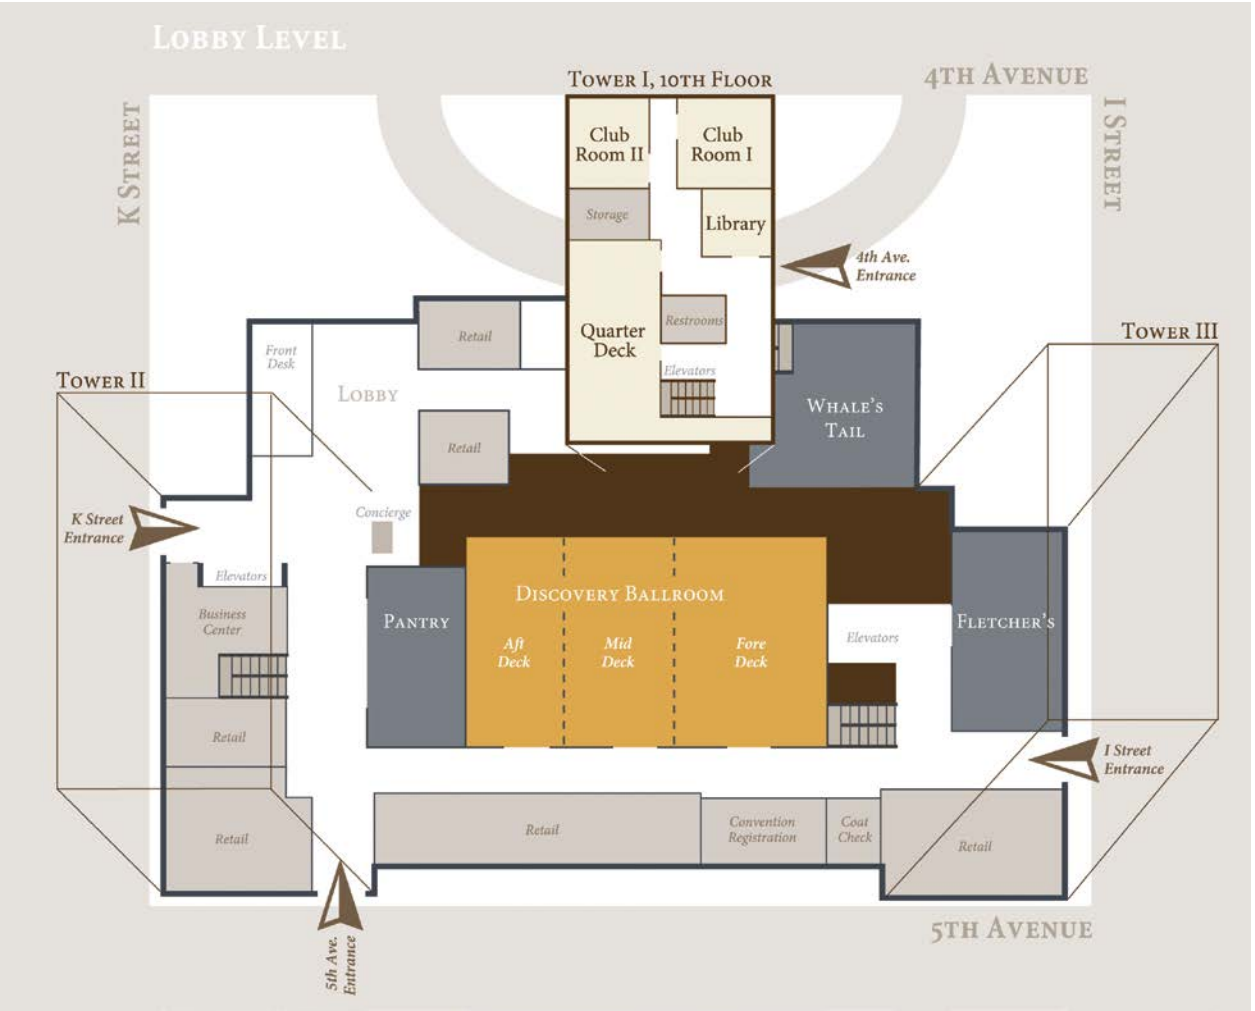 LOBBY LEVEL
TOWER I, 10TH FLOOR
4TH AVENUE
K STREET
I STREET
Club
Room II
Club
Room I
Storage
Library
4th Ave.
Entrance
Quarter
Deck
Restrooms
Elevators
Retail
Front
Desk
LOBBY
TOWER II
TOWER III
WHALE'S
TAIL
Retail
Concierge
K Street
Entrance
Elevators
Business
Center
PANTRY
DISCOVERY BALLROOM
Aft
Deck
Mid
Deck
Fore
Deck
Elevators
FLETCHER'S
Retail
I Street
Entrance
Retail
Retail
Convention
Registration
Coat
Check
Retail
5th Ave.
Entrance
5TH AVENUE